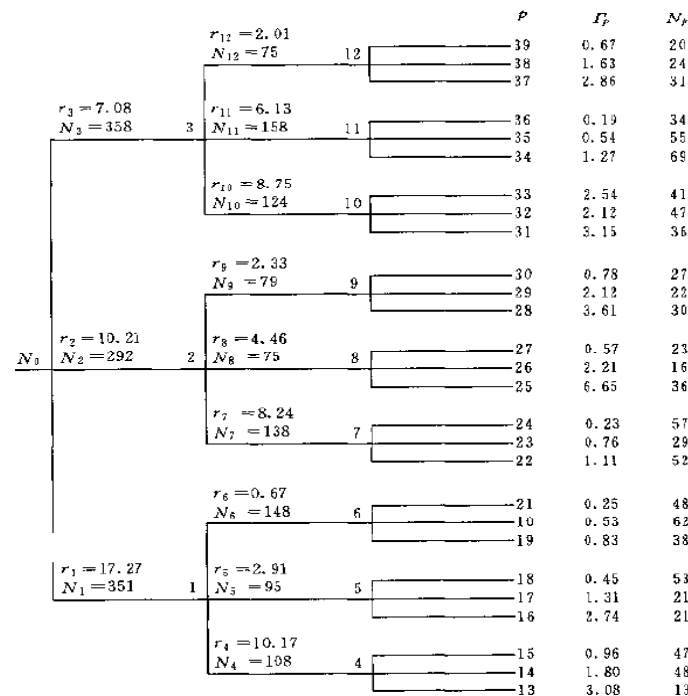 p Γp Np
r12=2.01
N12=75 12
39 0.67 20
38 1.63 24
37 2.86 31
r3=7.08
N3=358 3
r11=6.13
N11=158 11
36 0.19 34
35 0.54 55
34 1.27 69
r10=8.75
N10=124 10
33 2.54 41
32 2.12 47
31 3.15 36
r9=2.33
N9=79 9
30 0.78 27
29 2.12 22
28 3.61 30
N0
r2=10.21
N2=292 2
r8=4.46
N8=75 8
27 0.57 23
26 2.21 16
25 6.65 36
r7=8.24
N7=138 7
24 0.23 57
23 0.76 29
22 1.11 52
r6=0.67
N6=148 6
21 0.25 48
10 0.53 62
19 0.83 38
r1=17.27
N1=351 1
r5=2.91
N5=95 5
18 0.45 53
17 1.31 21
16 2.74 21
r4=10.17
N4=108 4
15 0.96 47
14 1.80 48
13 3.08 13